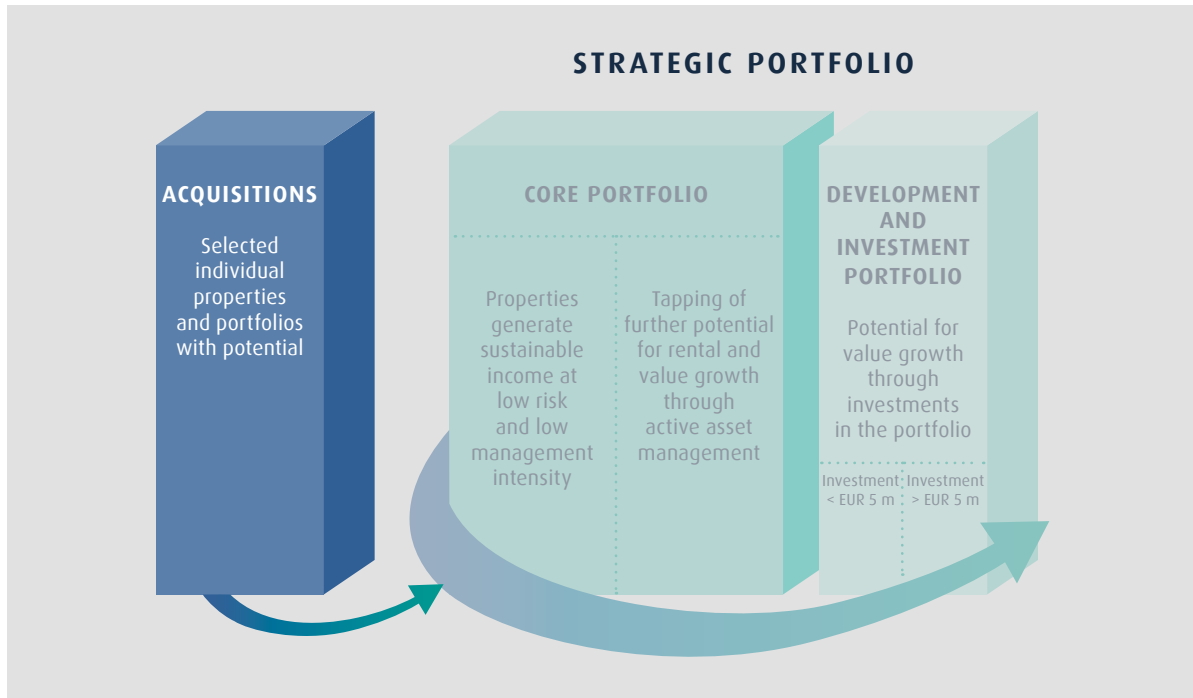 STRATEGIC PORTFOLIO
ACQUISITIONS
Selected
individual
properties
and portfolios
with potential
CORE PORTFOLIO
Properties
generate
sustainable
income at
low risk
and low
management
intensity
Tapping of
further potential
for rental and
value growth
through
active asset
management
DEVELOPMENT
AND
INVESTMENT
PORTFOLIO
Potential for
value growth
through
investments
in the portfolio
Investment
< EUR 5 m
Investment
> EUR 5 m